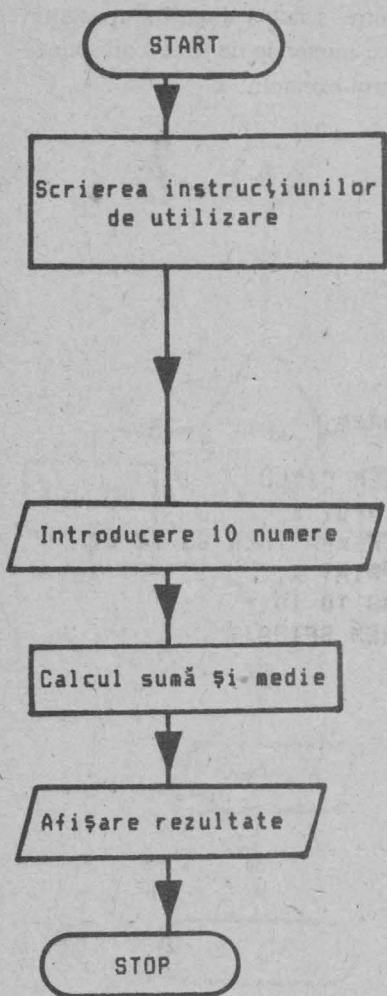 START
Scrierea instrucţiunilor
de utilizare
Introducere 10 numere
Calcul sumă şi medie
Afişare rezultate
STOP